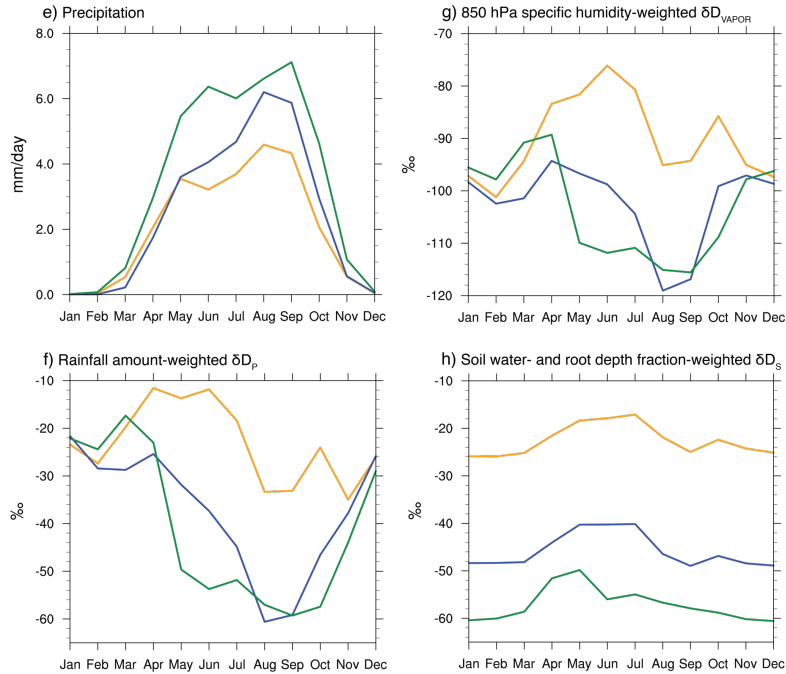 e) Precipitation
8.0
6.0
4.0
2.0
0.0
mm/day
Jan Feb Mar Apr May Jun Jul Aug Sep Oct Nov Dec
g) 850 hPa specific humidity-weighted δD_VAPOR
-70
-80
-90
-100
-110
-120
‰
Jan Feb Mar Apr May Jun Jul Aug Sep Oct Nov Dec
f) Rainfall amount-weighted δD_P
-10
-20
-30
-40
-50
-60
‰
Jan Feb Mar Apr May Jun Jul Aug Sep Oct Nov Dec
h) Soil water- and root depth fraction-weighted δD_S
-10
-20
-30
-40
-50
-60
‰
Jan Feb Mar Apr May Jun Jul Aug Sep Oct Nov Dec